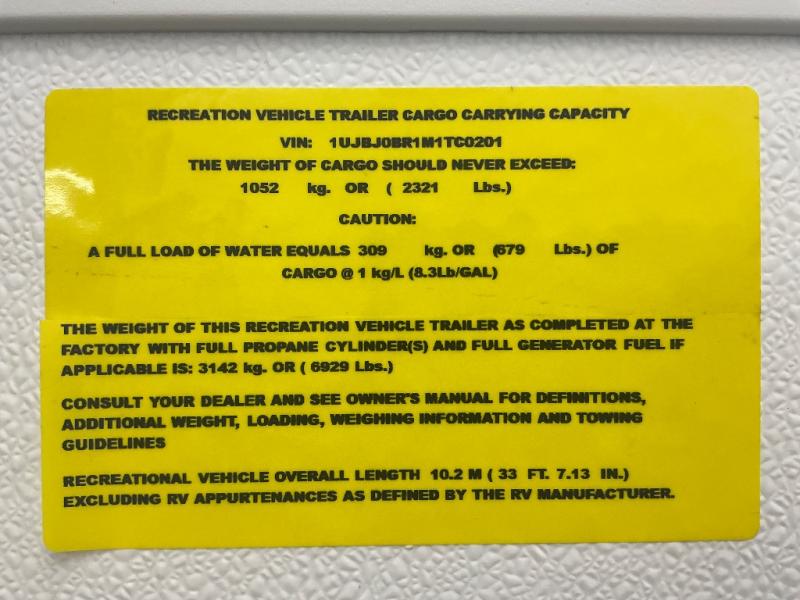 RECREATION VEHICLE TRAILER CARGO CARRYING CAPACITY
VIN: 1UJBJ0BR1M1TC0201
THE WEIGHT OF CARGO SHOULD NEVER EXCEED:
1052 kg. OR ( 2321 Lbs.)
CAUTION:
A FULL LOAD OF WATER EQUALS 309 kg. OR (679 Lbs.) OF
CARGO @ 1 kg/L (8.3Lb/GAL)
THE WEIGHT OF THIS RECREATION VEHICLE TRAILER AS COMPLETED AT THE
FACTORY WITH FULL PROPANE CYLINDER(S) AND FULL GENERATOR FUEL IF
APPLICABLE IS: 3142 kg. OR ( 6929 Lbs.)
CONSULT YOUR DEALER AND SEE OWNER'S MANUAL FOR DEFINITIONS,
ADDITIONAL WEIGHT, LOADING, WEIGHING INFORMATION AND TOWING
GUIDELINES
RECREATIONAL VEHICLE OVERALL LENGTH 10.2 M ( 33 FT. 7.13 IN.)
EXCLUDING RV APPURTENANCES AS DEFINED BY THE RV MANUFACTURER.